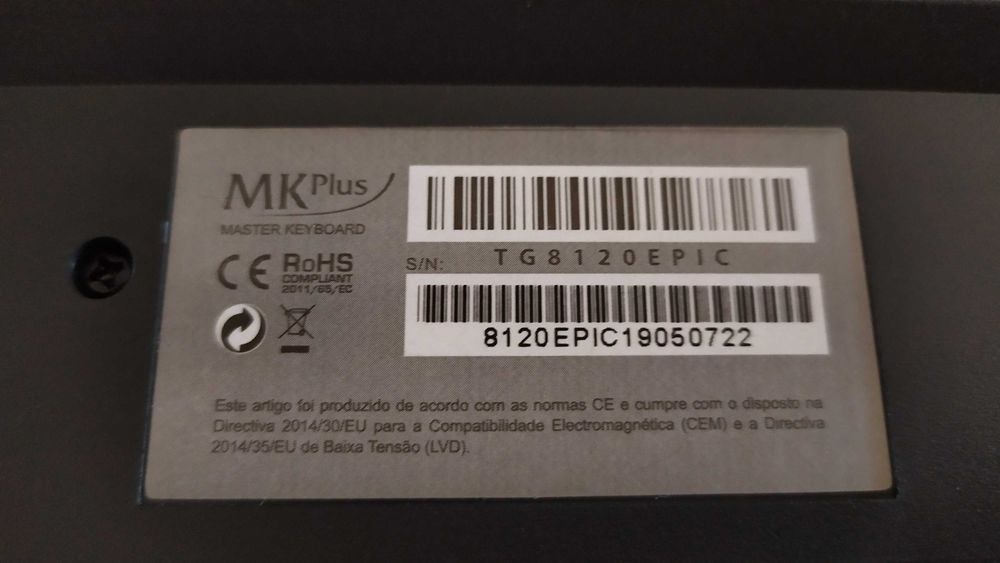 MKPlus
MASTER KEYBOARD
CE RoHS
COMPLIANT
2011/65/EC
TG8120EPIC
S/N:
8120EPIC19050722
Este artigo foi produzido de acordo com as normas CE e cumpre com o disposto na
Directiva 2014/30/EU para a Compatibilidade Electromagnética (CEM) e a Directiva
2014/35/EU de Baixa Tensão (LVD).